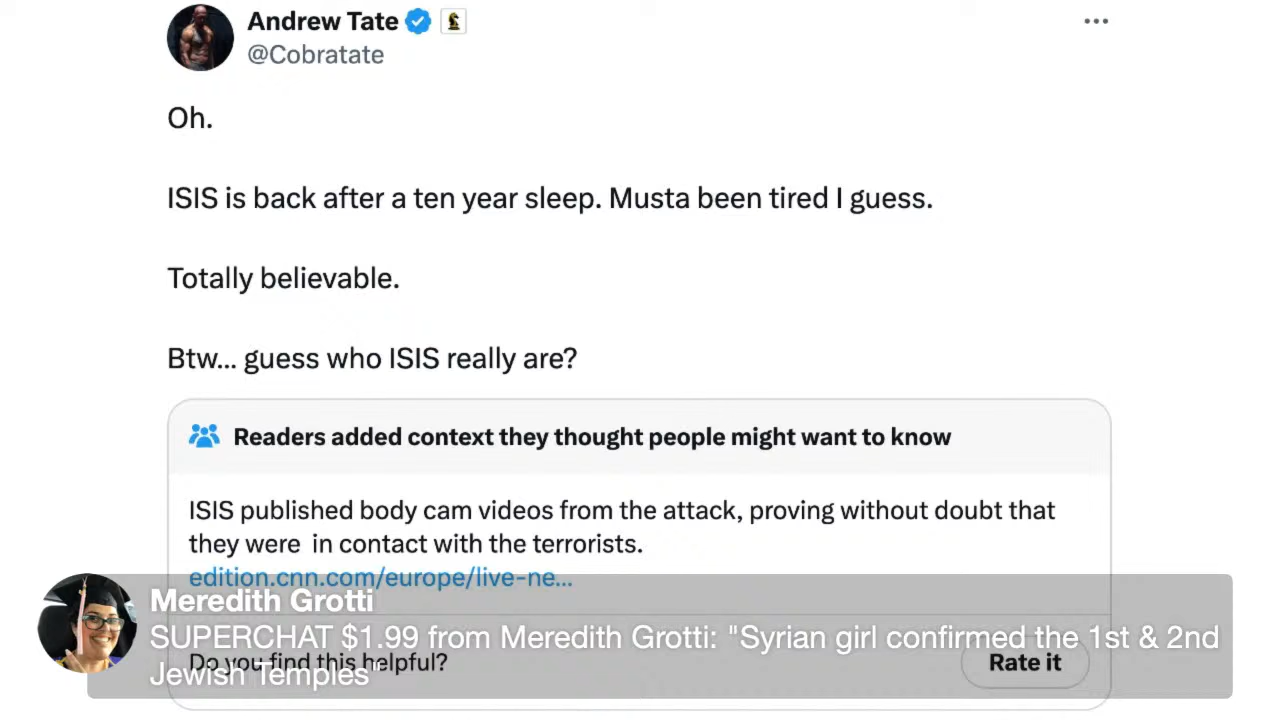 Andrew Tate
@Cobratate
Oh.
ISIS is back after a ten year sleep. Musta been tired I guess.
Totally believable.
Btw... guess who ISIS really are?
Readers added context they thought people might want to know
ISIS published body cam videos from the attack, proving without doubt that
they were in contact with the terrorists.
edition.cnn.com/europe/live-ne...
Meredith Grotti
SUPERCHAT $1.99 from Meredith Grotti: "Syrian girl confirmed the 1st & 2nd
Jewish Temples"
Do you find this helpful?
Rate it